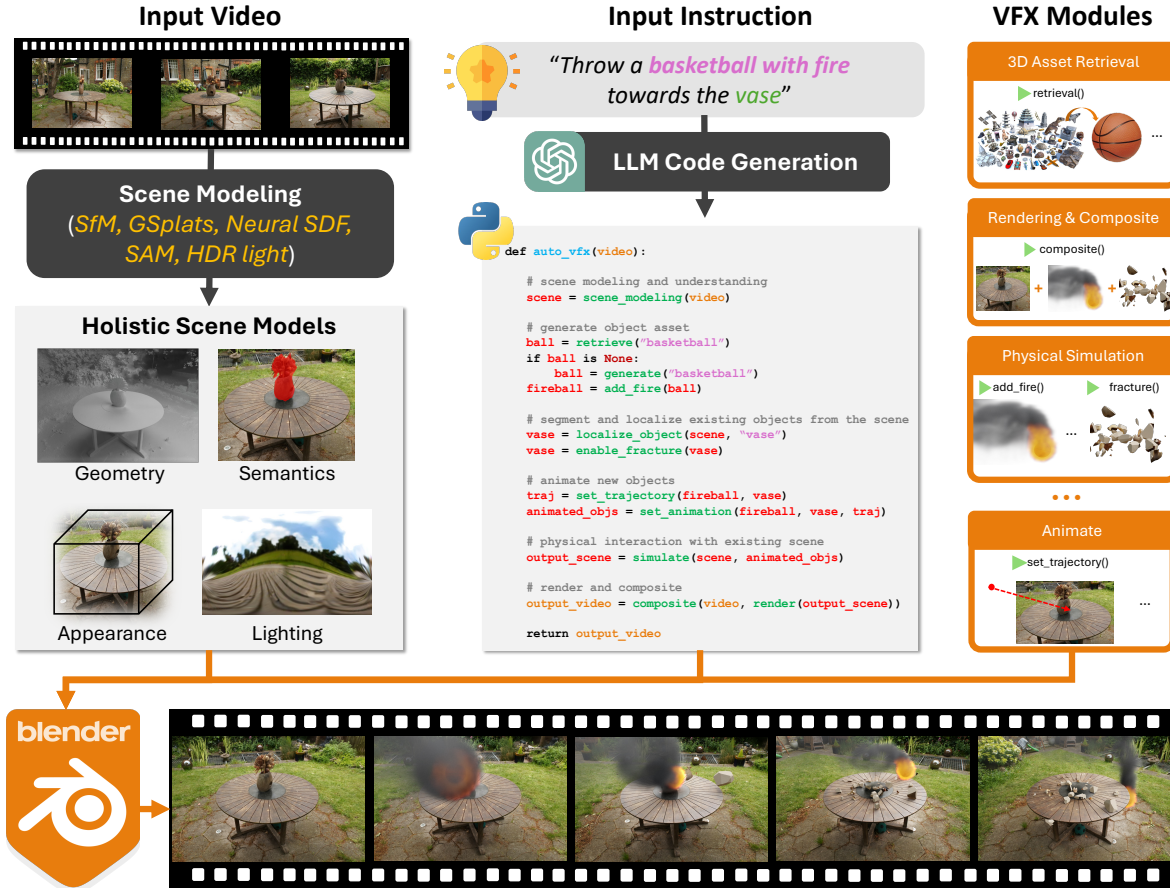 Input Video
Scene Modeling
(SfM, GSplats, Neural SDF,
SAM, HDR light)
Holistic Scene Models
Geometry
Semantics
Appearance
Lighting
Input Instruction
“Throw a basketball with fire
towards the vase”
LLM Code Generation
def auto_vfx(video):
# scene modeling and understanding
scene = scene_modeling(video)
# generate object asset
ball = retrieve(”basketball”)
if ball is None:
ball = generate(”basketball”)
fireball = add_fire(ball)
# segment and localize existing objects from the scene
vase = localize_object(scene, “vase”)
vase = enable_fracture(vase)
# animate new objects
traj = set_trajectory(fireball, vase)
animated_objs = set_animation(fireball, vase, traj)
# physical interaction with existing scene
output_scene = simulate(scene, animated_objs)
# render and composite
output_video = composite(video, render(output_scene))
return output_video
VFX Modules
3D Asset Retrieval
retrieval()
...
Rendering & Composite
composite()
+ +
Physical Simulation
add_fire() fracture()
... ...
...
Animate
set_trajectory()
...
blender